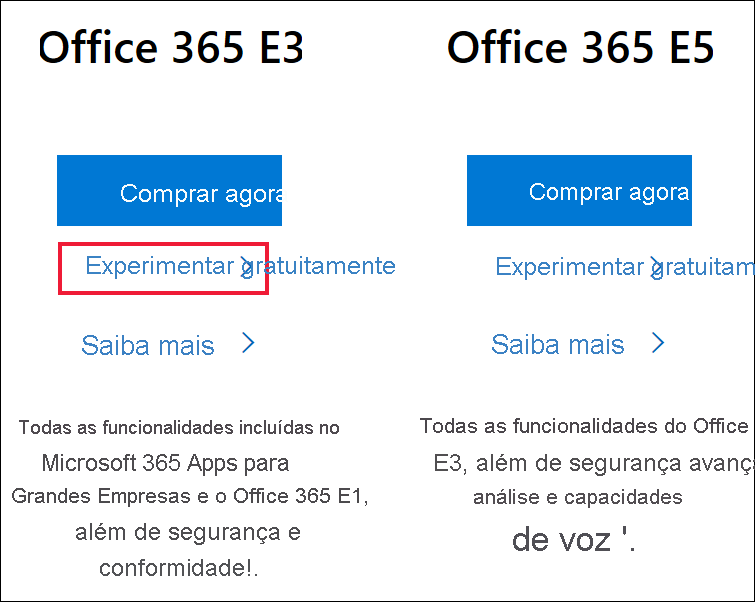 Office 365 E3
Comprar agora
Experimentar gratuitamente
Saiba mais
Todas as funcionalidades incluídas no
Microsoft 365 Apps para
Grandes Empresas e o Office 365 E1,
além de segurança e
conformidade!.
Office 365 E5
Comprar agora
Experimentar gratuitam
Saiba mais
Todas as funcionalidades do Office
E3, além de segurança avanç
análise e capacidades
de voz '.